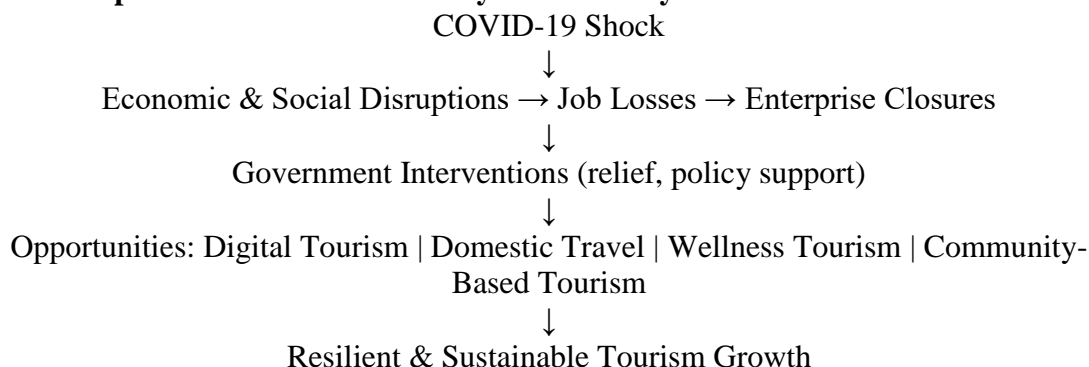 COVID-19 Shock
↓
Economic & Social Disruptions → Job Losses → Enterprise Closures
↓
Government Interventions (relief, policy support)
↓
Opportunities: Digital Tourism | Domestic Travel | Wellness Tourism | Community-
Based Tourism
↓
Resilient & Sustainable Tourism Growth